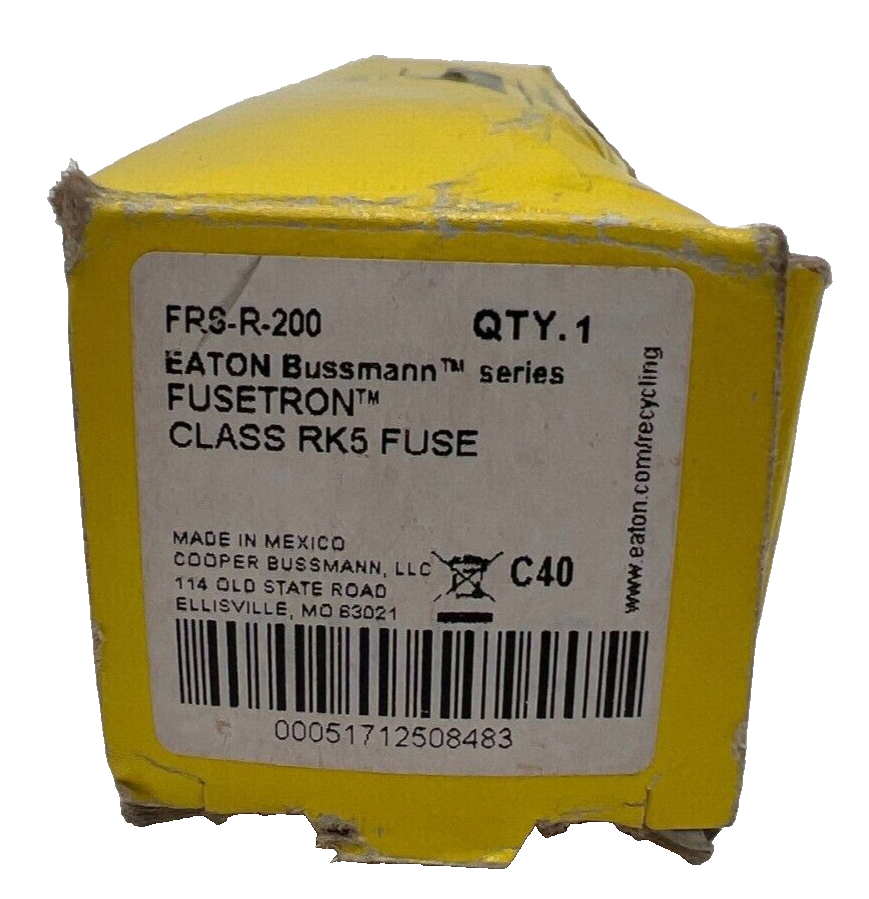 FRS-R-200 QTY.1
EATON Bussmann™ series
FUSETRON™
CLASS RK5 FUSE
MADE IN MEXICO
COOPER BUSSMANN, LLC
114 OLD STATE ROAD
ELLISVILLE, MO 63021
C40
www.eaton.com/recycling
00051712508483